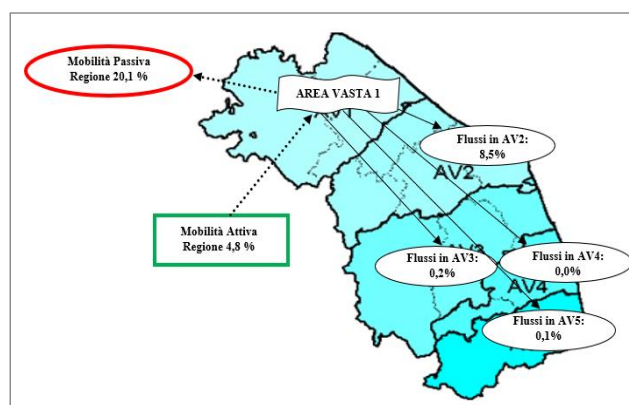 Mobilità Passiva
Regione 20,1 %
AREA VASTA 1
Flussi in AV2:
8,5%
AV2
Mobilità Attiva
Regione 4,8 %
Flussi in AV3:
0,2%
Flussi in AV4:
0,0%
AV4
Flussi in AV5:
0,1%